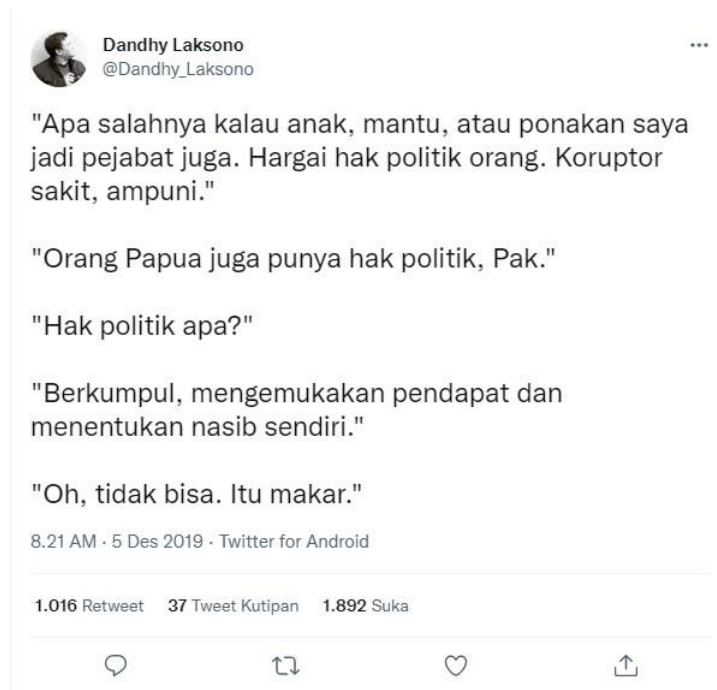 Dandhy Laksono
@Dandhy_Laksono
"Apa salahnya kalau anak, mantu, atau ponakan saya
jadi pejabat juga. Hargai hak politik orang. Koruptor
sakit, ampuni."
"Orang Papua juga punya hak politik, Pak."
"Hak politik apa?"
"Berkumpul, mengemukakan pendapat dan
menentukan nasib sendiri."
"Oh, tidak bisa. Itu makar."
8.21 AM · 5 Des 2019 · Twitter for Android
1.016 Retweet 37 Tweet Kutipan 1.892 Suka